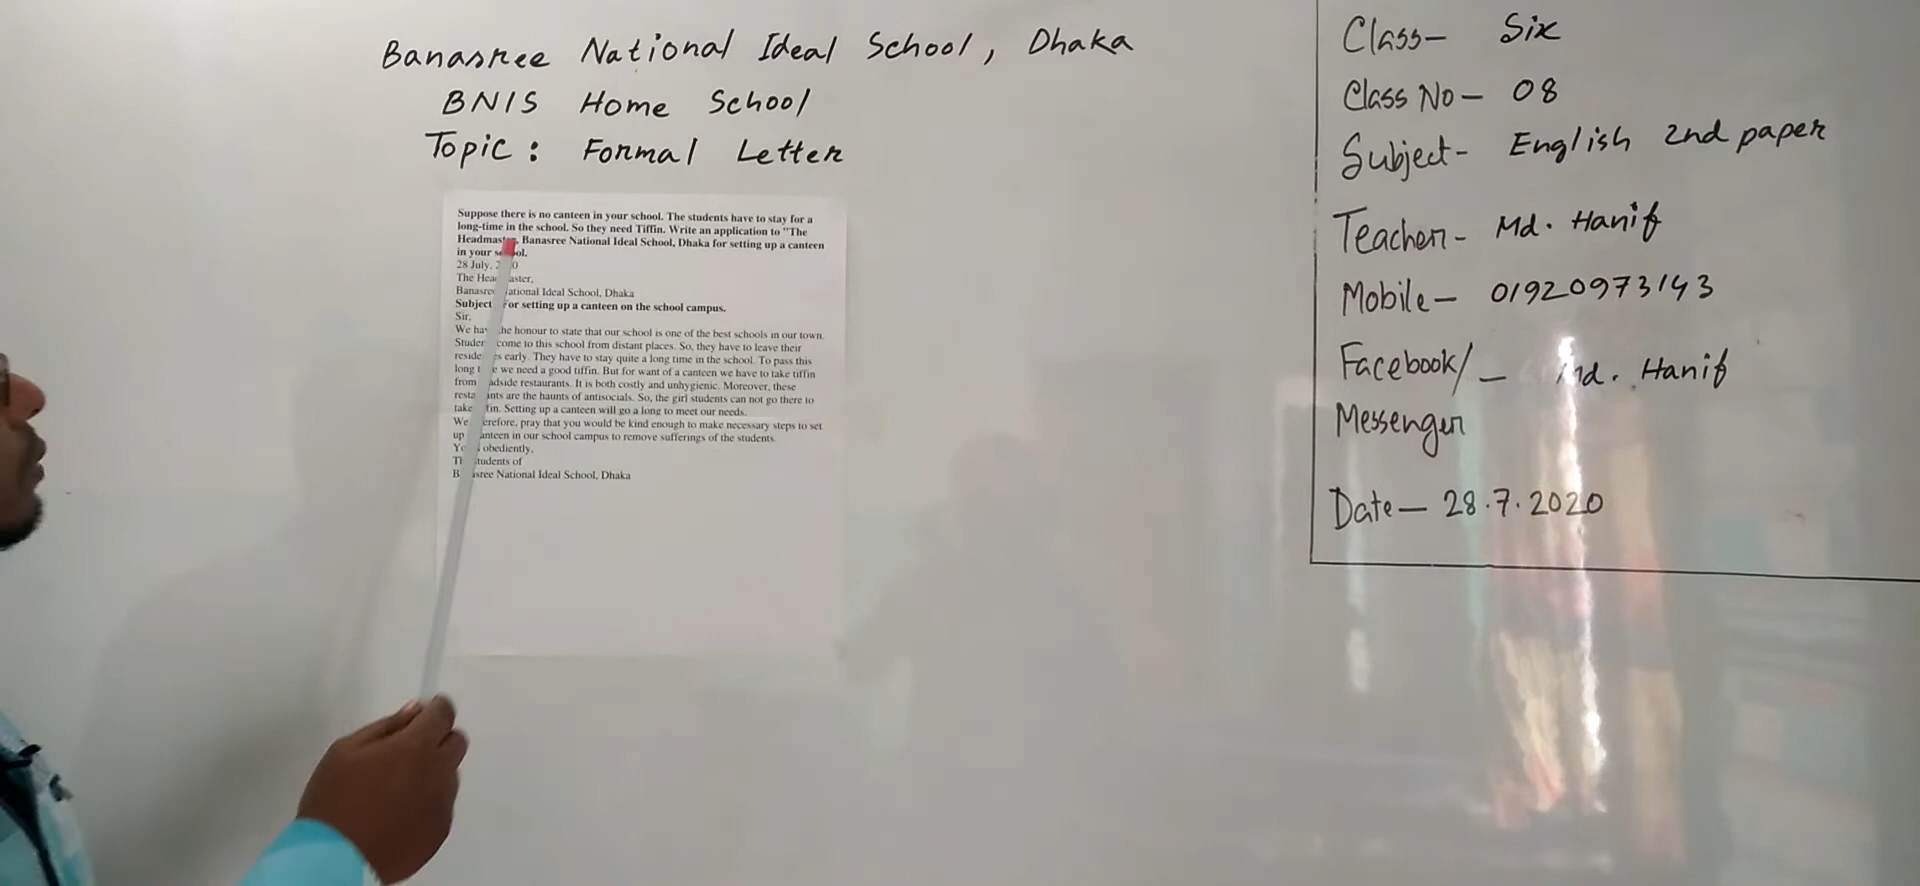 Banasree National Ideal School, Dhaka
BNIS Home School
Topic: Formal Letter
Suppose there is no canteen in your school. The students have to stay for a
long-time in the school. So they need Tiffin. Write an application to "The
Headmaster, Banasree National Ideal School, Dhaka for setting up a canteen
in your school.
28 July, 2020
The Headmaster,
Banasree National Ideal School, Dhaka
Subject: For setting up a canteen on the school campus.
Sir,
We have the honour to state that our school is one of the best schools in our town.
Students come to this school from distant places. So, they have to leave their
residences early. They have to stay quite a long time in the school. To pass this
long time we need a good tiffin. But for want of a canteen we have to take tiffin
from roadside restaurants. It is both costly and unhygienic. Moreover, these
restaurants are the haunts of antisocials. So, the girl students can not go there to
take tiffin. Setting up a canteen will go a long to meet our needs.
We therefore, pray that you would be kind enough to make necessary steps to set
up canteen in our school campus to remove sufferings of the students.
Yours obediently,
The students of
Banasree National Ideal School, Dhaka
Class- Six
Class No- 08
Subject- English 2nd paper
Teacher- Md. Hanif
Mobile- 01920973143
Facebook/ - Md. Hanif
Messenger
Date- 28.7.2020